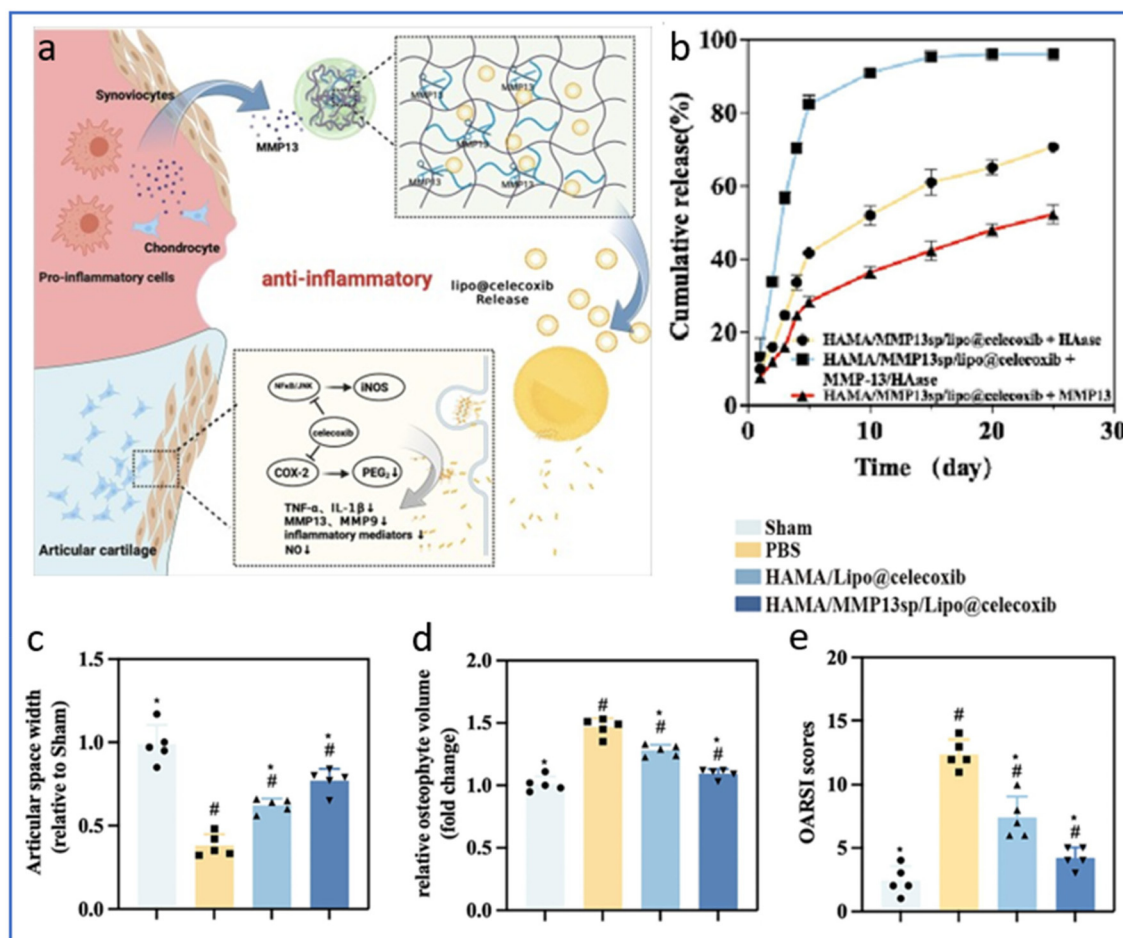 a
Synoviocytes
MMP13
Chondrocyte
Pro-inflammatory cells
MMP13
MMP13
MMP13
MMP13
MMP13
anti-inflammatory
lipo@celecoxib
Release
NFκB/JNK
iNOS
celecoxib
COX-2
PEG₂↓
TNF-α、IL-1β↓
MMP13、MMP9↓
inflammatory mediators ↓
NO↓
Articular cartilage
b
Cumulative release(%)
100
80
60
40
20
0
0
10
20
30
Time (day)
HAMA/MMP13sp/lipo@celecoxib + HAase
HAMA/MMP13sp/lipo@celecoxib +
MMP-13/HAase
HAMA/MMP13sp/lipo@celecoxib + MMP13
Sham
PBS
HAMA/Lipo@celecoxib
HAMA/MMP13sp/Lipo@celecoxib
c
Articular space width
(relative to Sham)
1.5
1.0
0.5
0.0
*
#
*
#
*
#
d
relative osteophyte volume
(fold change)
2.0
1.5
1.0
0.5
0.0
*
#
*
#
*
#
e
OARSI scores
20
15
10
5
0
*
#
*
#
*
#